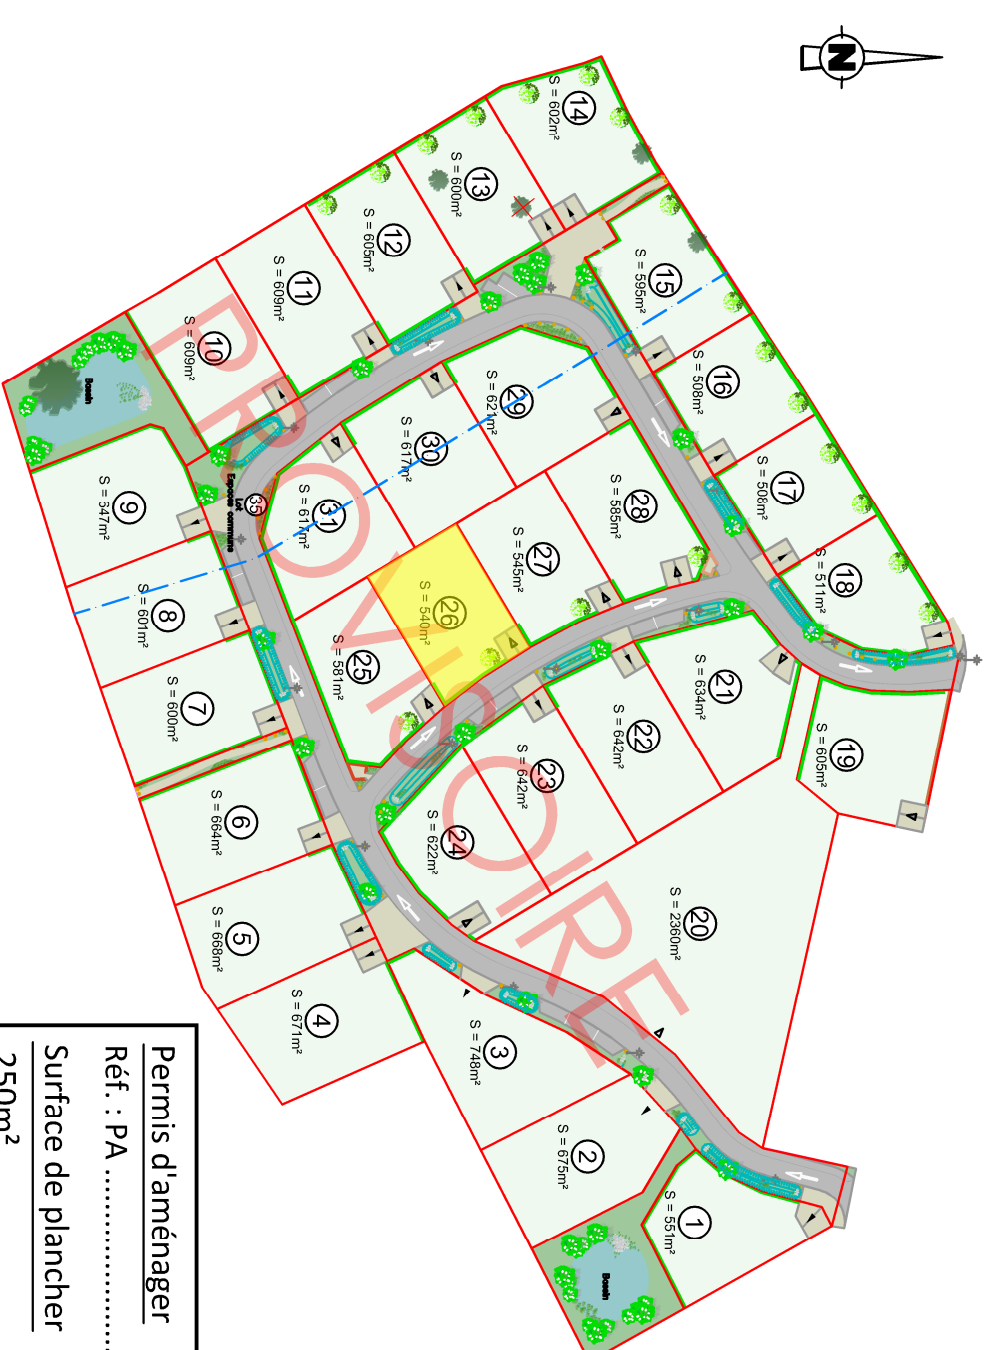 N
14
S = 602m²
13
S = 600m²
12
S = 605m²
11
S = 609m²
10
S = 609m²
15
S = 595m²
16
S = 508m²
17
S = 508m²
18
S = 511m²
19
S = 605m²
29
S = 621m²
30
S = 617m²
31
S = 617m²
28
S = 585m²
27
S = 545m²
26
S = 540m²
25
S = 581m²
21
S = 634m²
22
S = 642m²
23
S = 642m²
24
S = 622m²
20
S = 2360m²
9
S = 547m²
8
S = 601m²
7
S = 600m²
6
S = 664m²
5
S = 668m²
4
S = 671m²
3
S = 748m²
2
S = 675m²
1
S = 551m²
Bassin
Bassin
35
Lot
Espace commune
PROVISOIRE
Permis d'aménager
Réf. : PA ........................
Surface de plancher
250m²